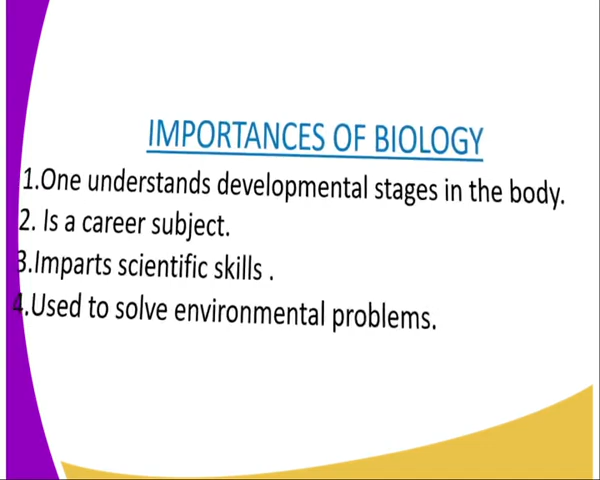 IMPORTANCES OF BIOLOGY
1.One understands developmental stages in the body.
2. Is a career subject.
3.Imparts scientific skills .
4.Used to solve environmental problems.